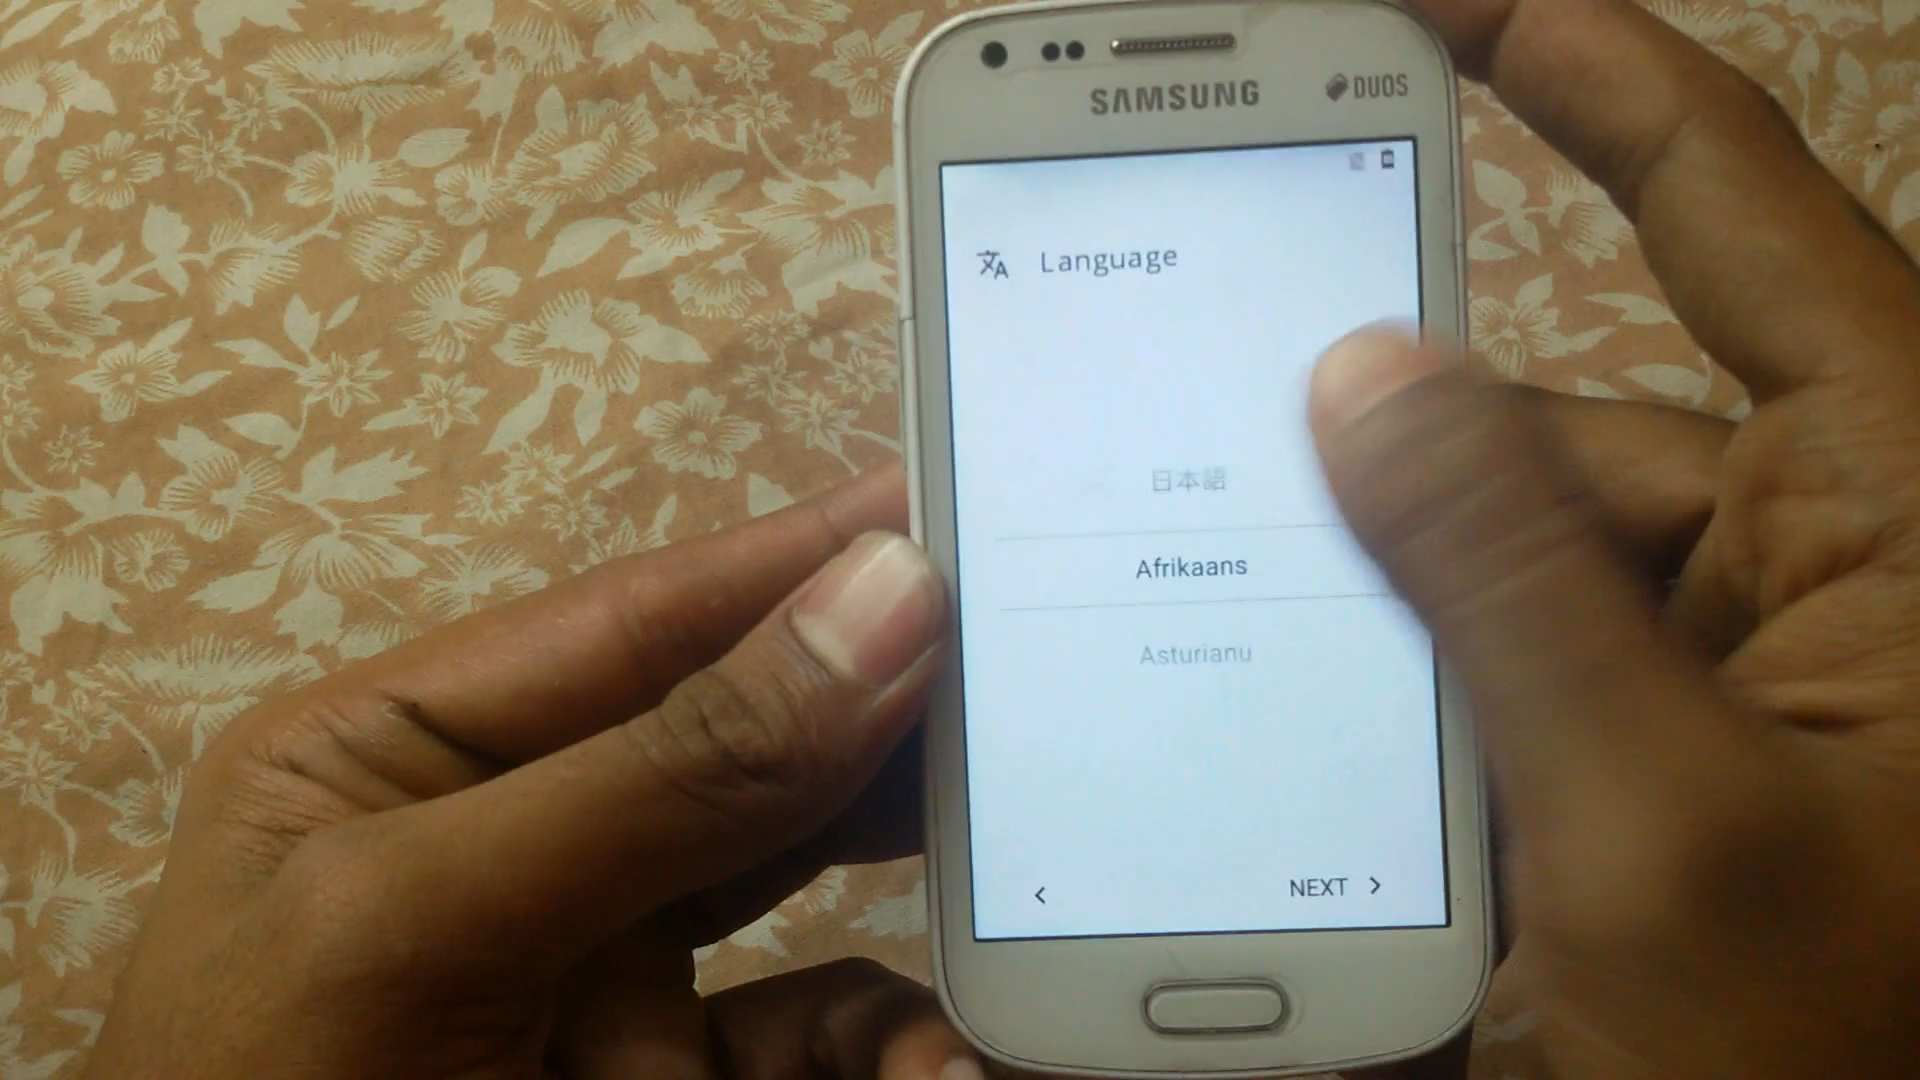 SAMSUNG
DUOS
Language
日本語
Afrikaans
Asturianu
NEXT